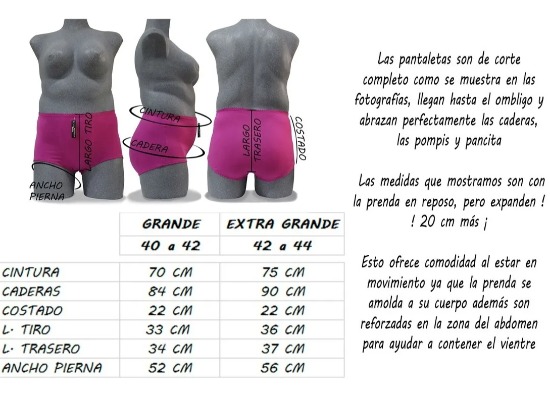 CINTURA
CADERA
LARGO TIRO
ANCHO
PIERNA
LARGO
TRASERO
COSTADO
Las pantaletas son de corte
completo como se muestra en las
fotografías, llegan hasta el ombligo y
abrazan perfectamente las caderas,
las pompis y pancita
Las medidas que mostramos son con
la prenda en reposo, pero expanden !
! 20 cm más ¡
Esto ofrece comodidad al estar en
movimiento ya que la prenda se
amolda a su cuerpo además son
reforzadas en la zona del abdomen
para ayudar a contener el vientre
GRANDE EXTRA GRANDE
40 a 42 42 a 44
CINTURA 70 CM 75 CM
CADERAS 84 CM 90 CM
COSTADO 22 CM 22 CM
L. TIRO 33 CM 36 CM
L. TRASERO 34 CM 37 CM
ANCHO PIERNA 52 CM 56 CM